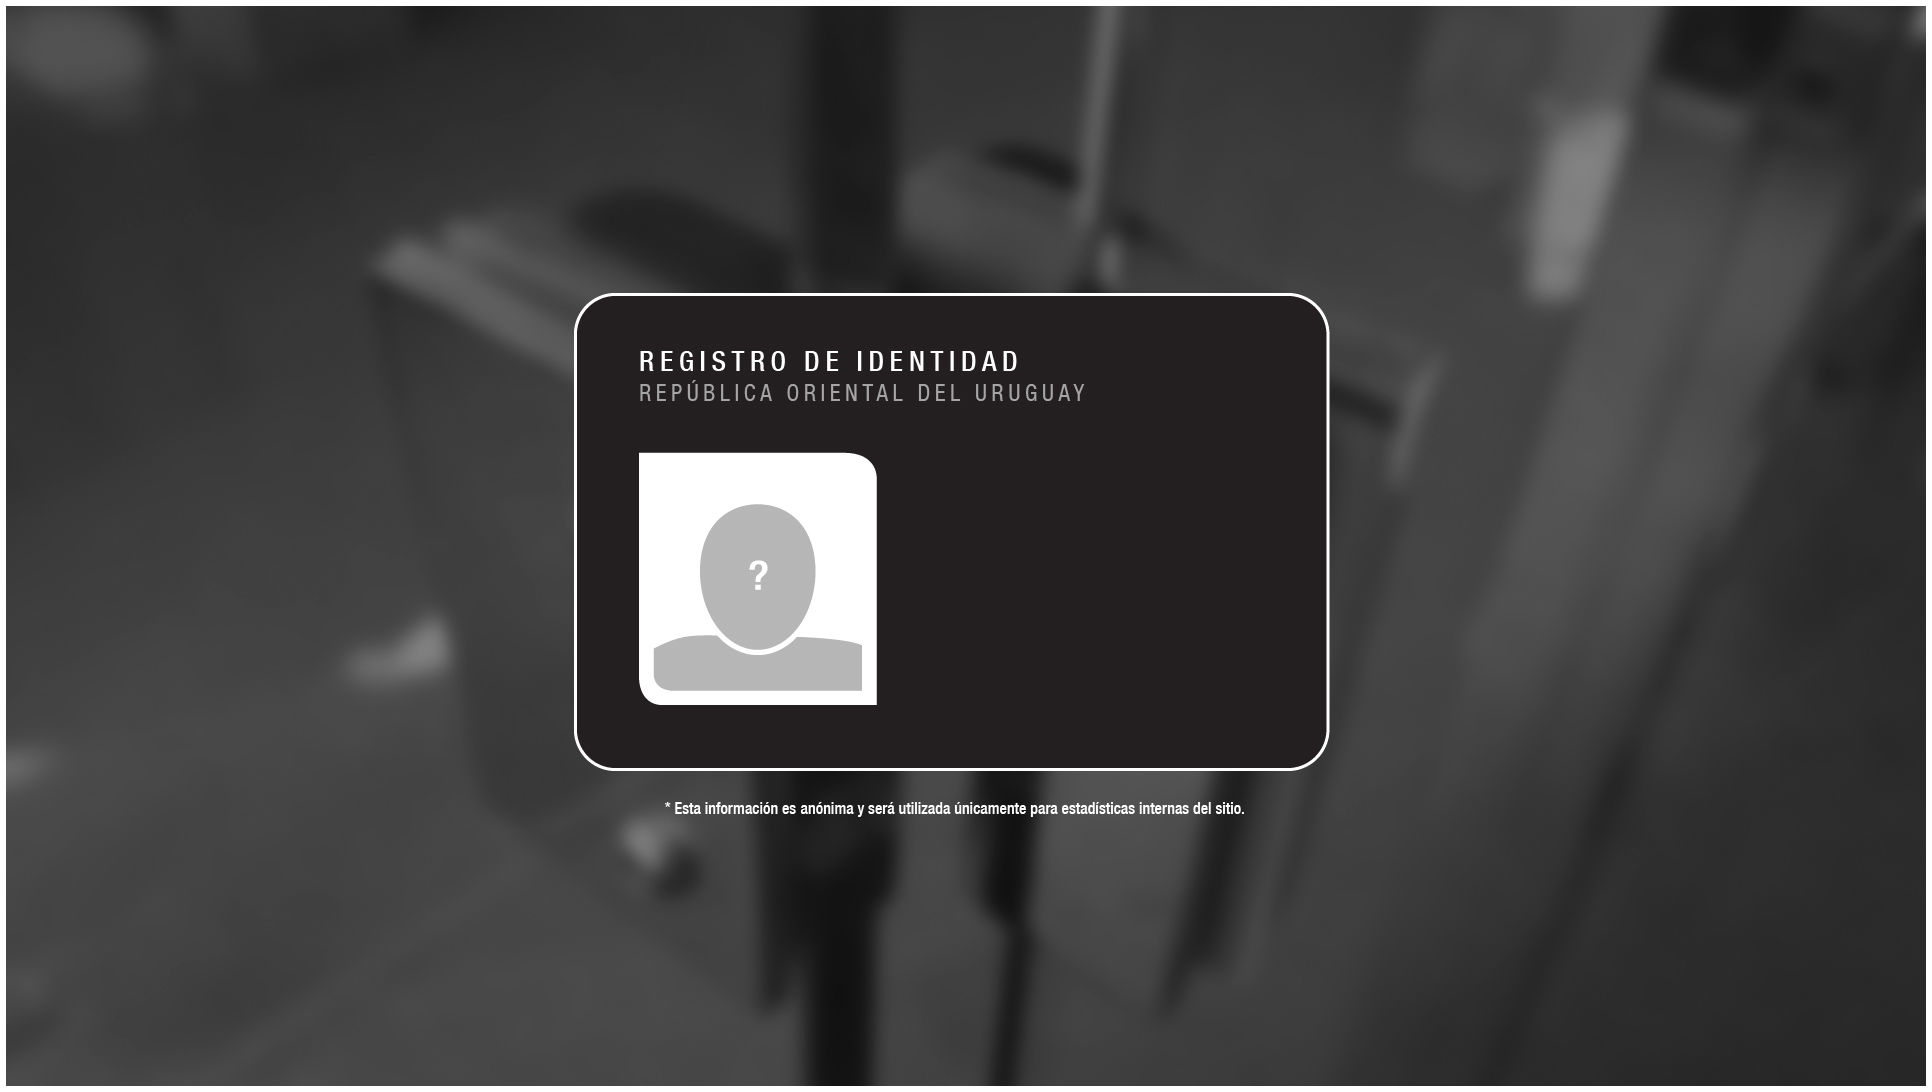 REGISTRO DE IDENTIDAD
REPÚBLICA ORIENTAL DEL URUGUAY
?
* Esta información es anónima y será utilizada únicamente para estadísticas internas del sitio.